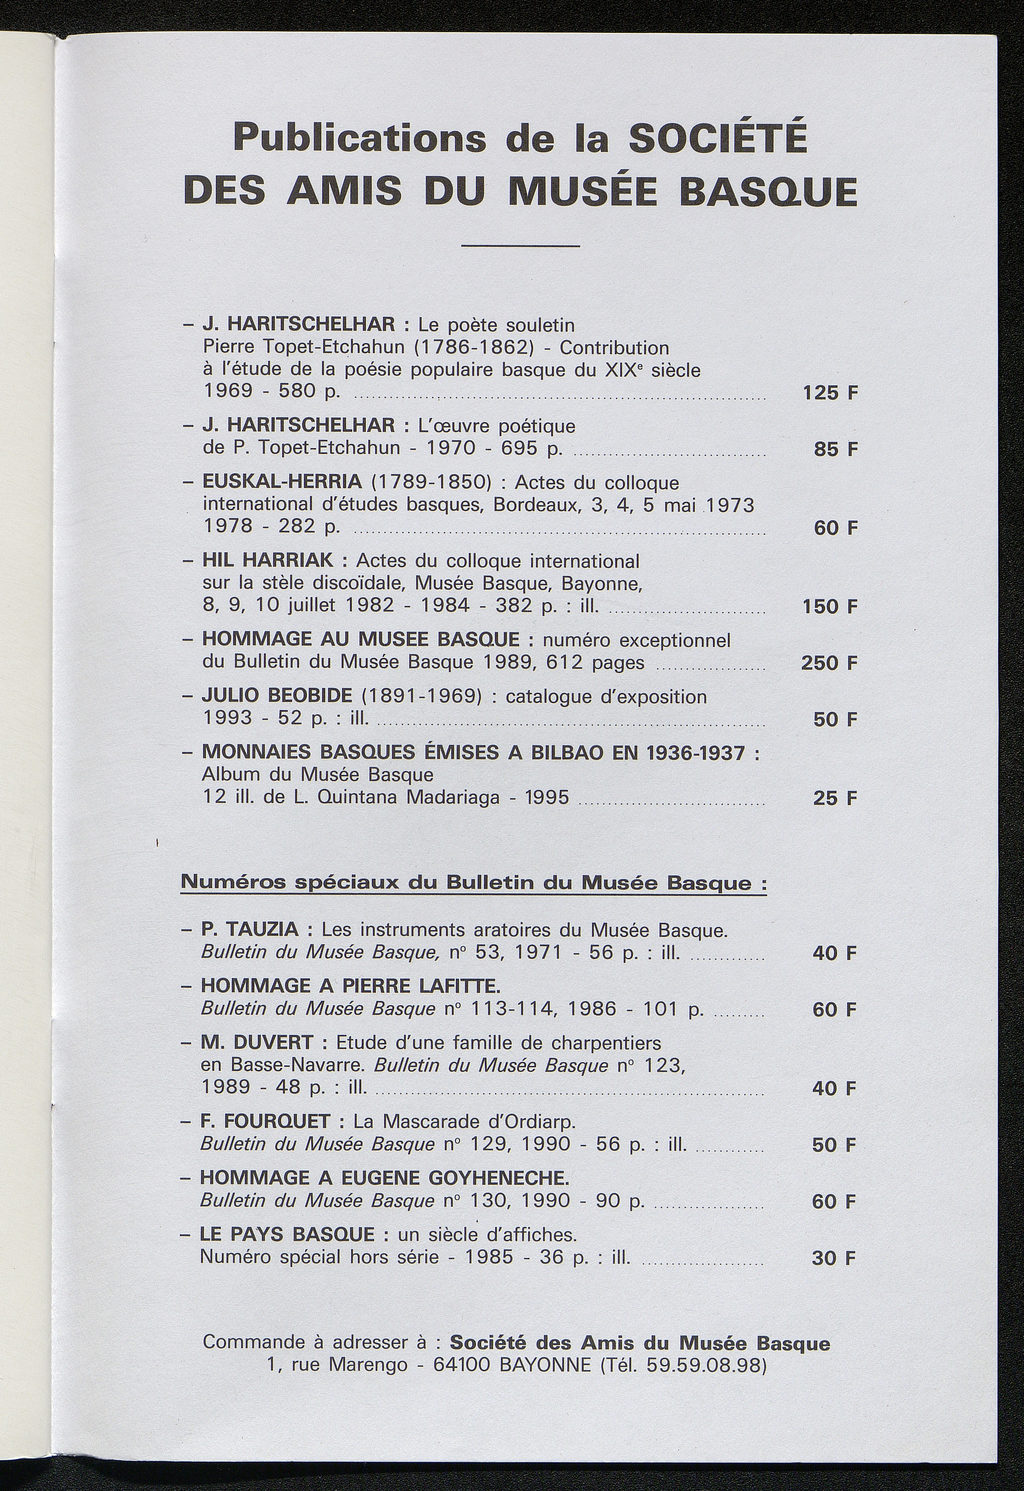 Publications de la SOCIÉTÉ
DES AMIS DU MUSÉE BASQUE
– J. HARITSCHELHAR : Le poète souletin
Pierre Topet-Etchahun (1786-1862) - Contribution
à l'étude de la poésie populaire basque du XIXe siècle
1969 - 580 p. .......... 125 F
– J. HARITSCHELHAR : L'œuvre poétique
de P. Topet-Etchahun - 1970 - 695 p. .......... 85 F
– EUSKAL-HERRIA (1789-1850) : Actes du colloque
international d'études basques, Bordeaux, 3, 4, 5 mai 1973
1978 - 282 p. .......... 60 F
– HIL HARRIAK : Actes du colloque international
sur la stèle discoïdale, Musée Basque, Bayonne,
8, 9, 10 juillet 1982 - 1984 - 382 p. : ill. .......... 150 F
– HOMMAGE AU MUSEE BASQUE : numéro exceptionnel
du Bulletin du Musée Basque 1989, 612 pages .......... 250 F
– JULIO BEOBIDE (1891-1969) : catalogue d'exposition
1993 - 52 p. : ill. .......... 50 F
– MONNAIES BASQUES ÉMISES A BILBAO EN 1936-1937 :
Album du Musée Basque
12 ill. de L. Quintana Madariaga - 1995 .......... 25 F
Numéros spéciaux du Bulletin du Musée Basque :
– P. TAUZIA : Les instruments aratoires du Musée Basque.
Bulletin du Musée Basque, n° 53, 1971 - 56 p. : ill. .......... 40 F
– HOMMAGE A PIERRE LAFITTE.
Bulletin du Musée Basque n° 113-114, 1986 - 101 p. .......... 60 F
– M. DUVERT : Etude d'une famille de charpentiers
en Basse-Navarre. Bulletin du Musée Basque n° 123,
1989 - 48 p. : ill. .......... 40 F
– F. FOURQUET : La Mascarade d'Ordiarp.
Bulletin du Musée Basque n° 129, 1990 - 56 p. : ill. .......... 50 F
– HOMMAGE A EUGENE GOYHENECHE.
Bulletin du Musée Basque n° 130, 1990 - 90 p. .......... 60 F
– LE PAYS BASQUE : un siècle d'affiches.
Numéro spécial hors série - 1985 - 36 p. : ill. .......... 30 F
Commande à adresser à : Société des Amis du Musée Basque
1, rue Marengo - 64100 BAYONNE (Tél. 59.59.08.98)